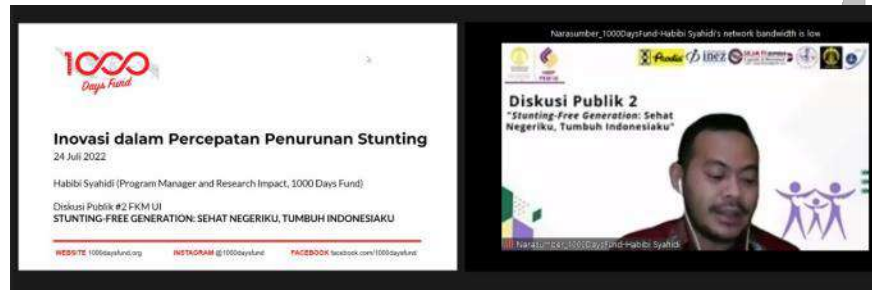 1000
Days Fund
Inovasi dalam Percepatan Penurunan Stunting
24 Juli 2022
Habibi Syahidi (Program Manager and Research Impact, 1000 Days Fund)
Diskusi Publik #2 FKM UI
STUNTING-FREE GENERATION: SEHAT NEGERIKU, TUMBUH INDONESIAKU
WEBSITE 1000daysfund.org INSTAGRAM @1000daysfund FACEBOOK facebook.com/1000daysfund
Narasumber_1000DaysFund-Habibi Syahidi's network bandwidth is low
Prodia inez
Diskusi Publik 2
"Stunting-Free Generation: Sehat
Negeriku, Tumbuh Indonesiaku"
Narasumber_1000DaysFund-Habibi Syahidi